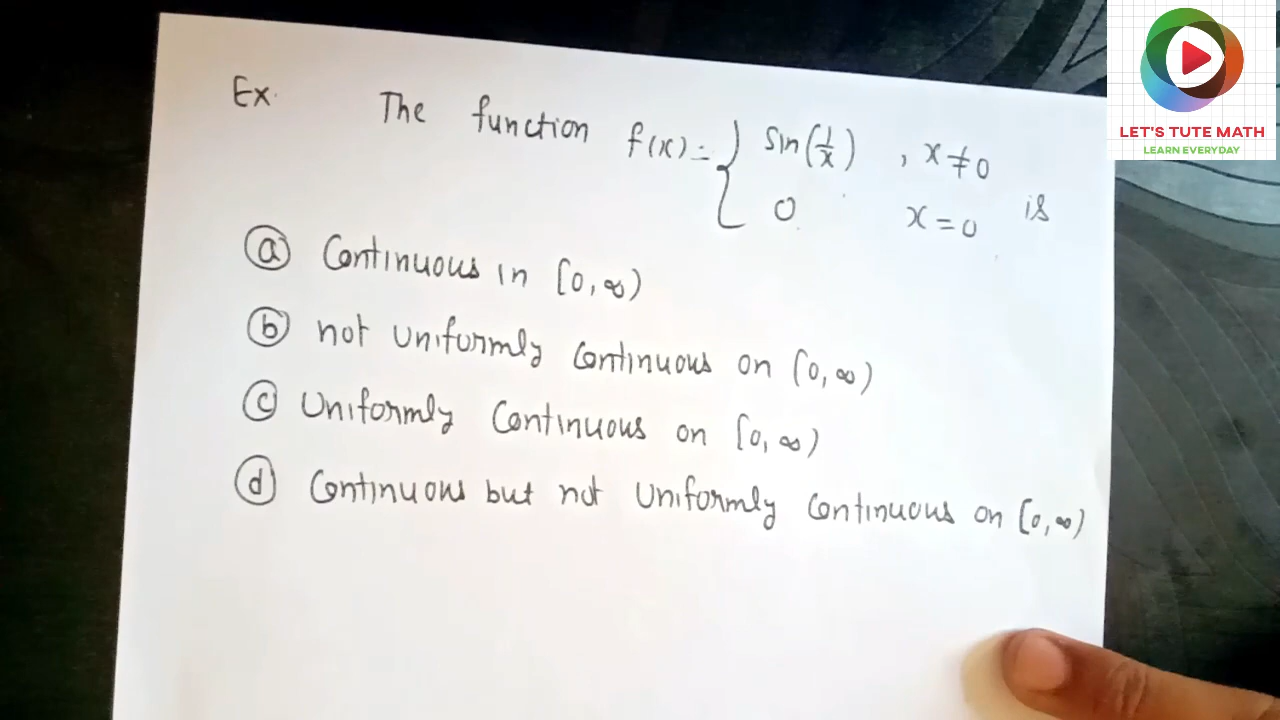 Ex. The function f(x) = { sin(1/x) , x ≠ 0
0 x = 0 is
ⓐ Continuous in [0, ∞)
ⓑ not uniformly continuous on [0, ∞)
ⓒ Uniformly Continuous on [0, ∞)
ⓓ Continuous but not uniformly continuous on [0, ∞)
LET'S TUTE MATH
LEARN EVERYDAY